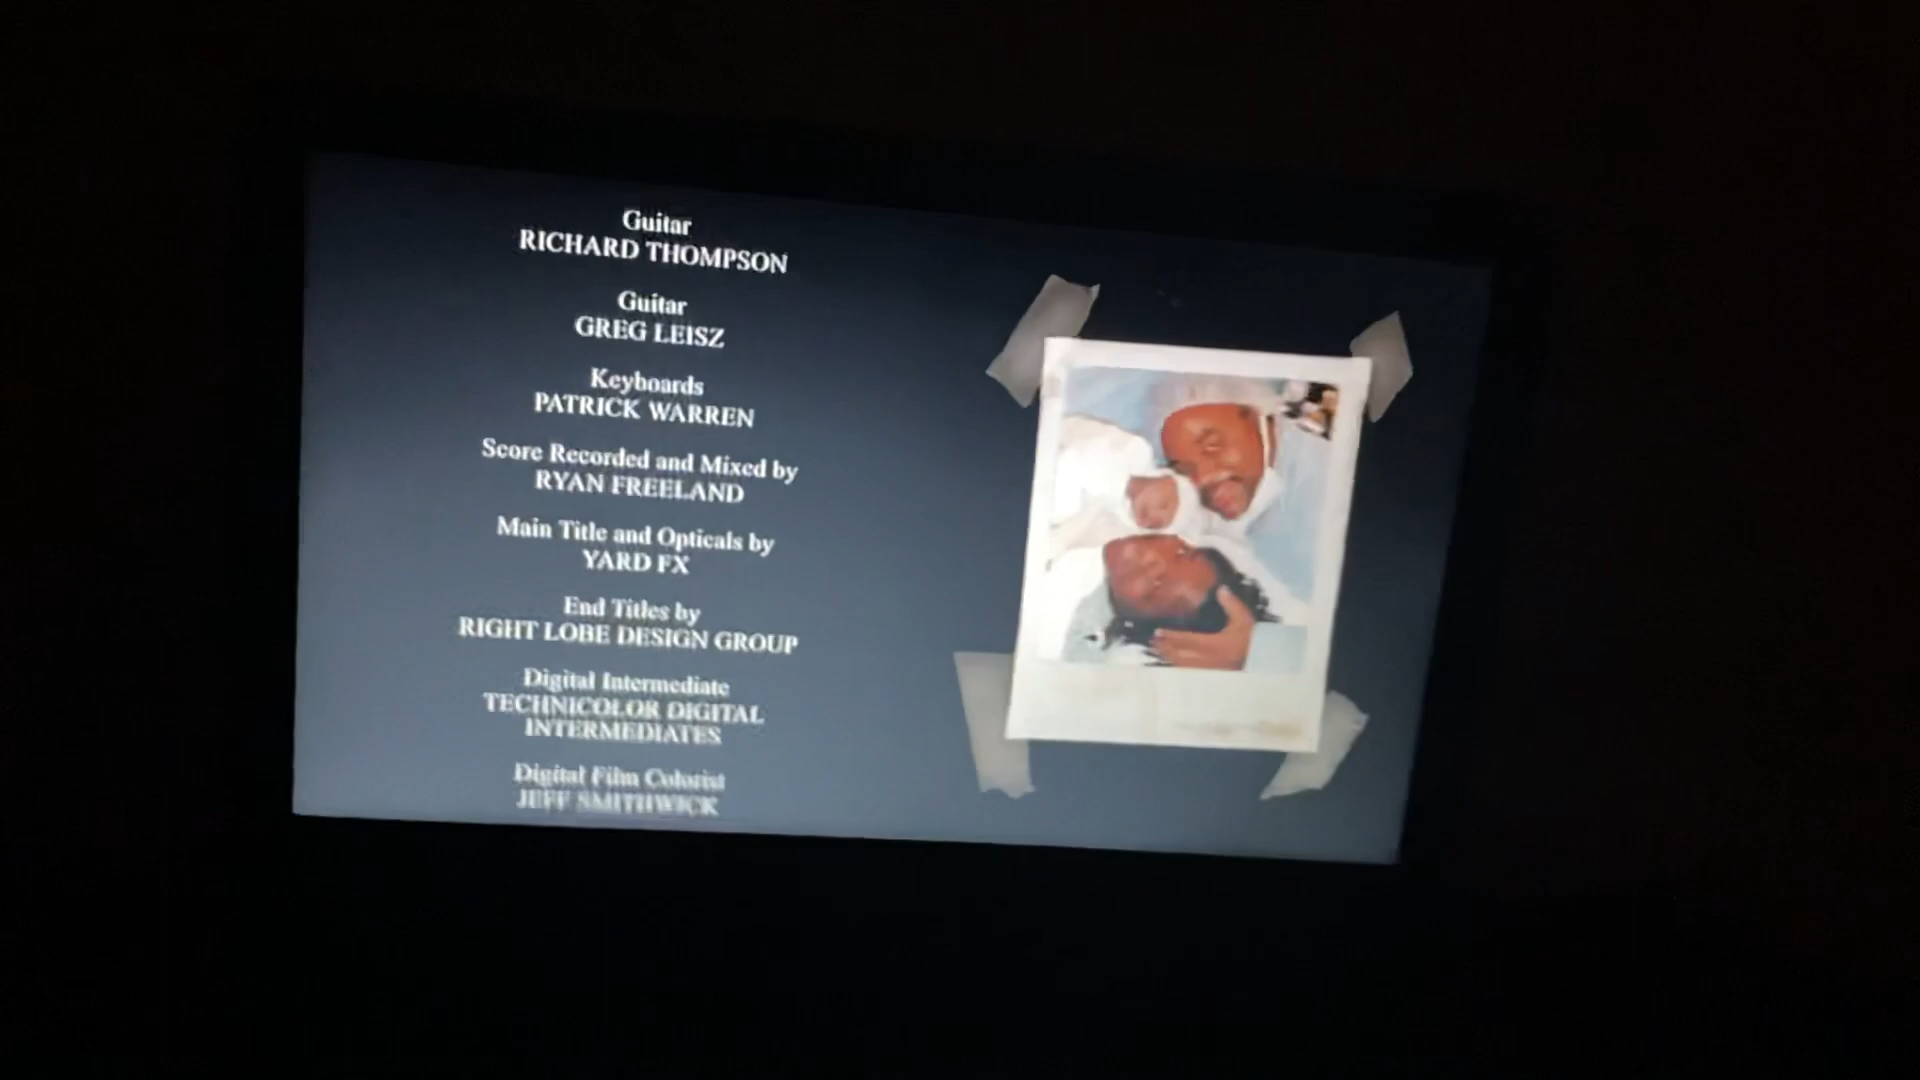 Guitar
RICHARD THOMPSON
Guitar
GREG LEISZ
Keyboards
PATRICK WARREN
Score Recorded and Mixed by
RYAN FREELAND
Main Title and Opticals by
YARD FX
End Titles by
RIGHT LOBE DESIGN GROUP
Digital Intermediate
TECHNICOLOR DIGITAL
INTERMEDIATES
Digital Film Colorist
JEFF SMITHWICK